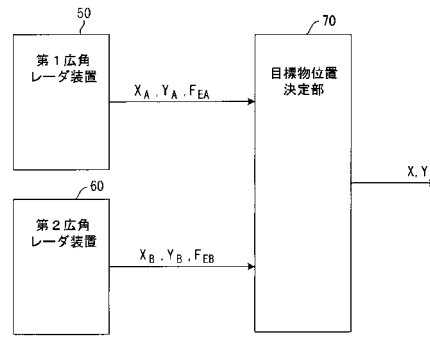 50
第１広角
レーダ装置
X_A , Y_A , F_EA
60
第２広角
レーダ装置
X_B , Y_B , F_EB
70
目標物位置
決定部
X, Y